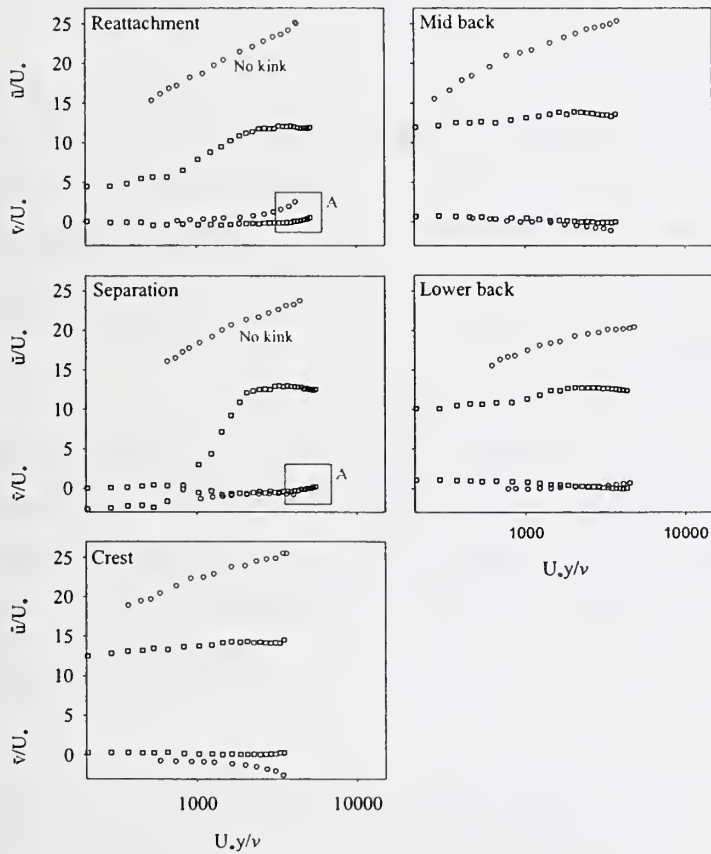 Reattachment
25
20
15
10
5
0
ū/U*
v̄/U*
No kink
A
Mid back
Separation
25
20
15
10
5
0
ū/U*
v̄/U*
No kink
A
Lower back
1000
10000
U*y/ν
Crest
25
20
15
10
5
0
ū/U*
v̄/U*
1000
10000
U*y/ν